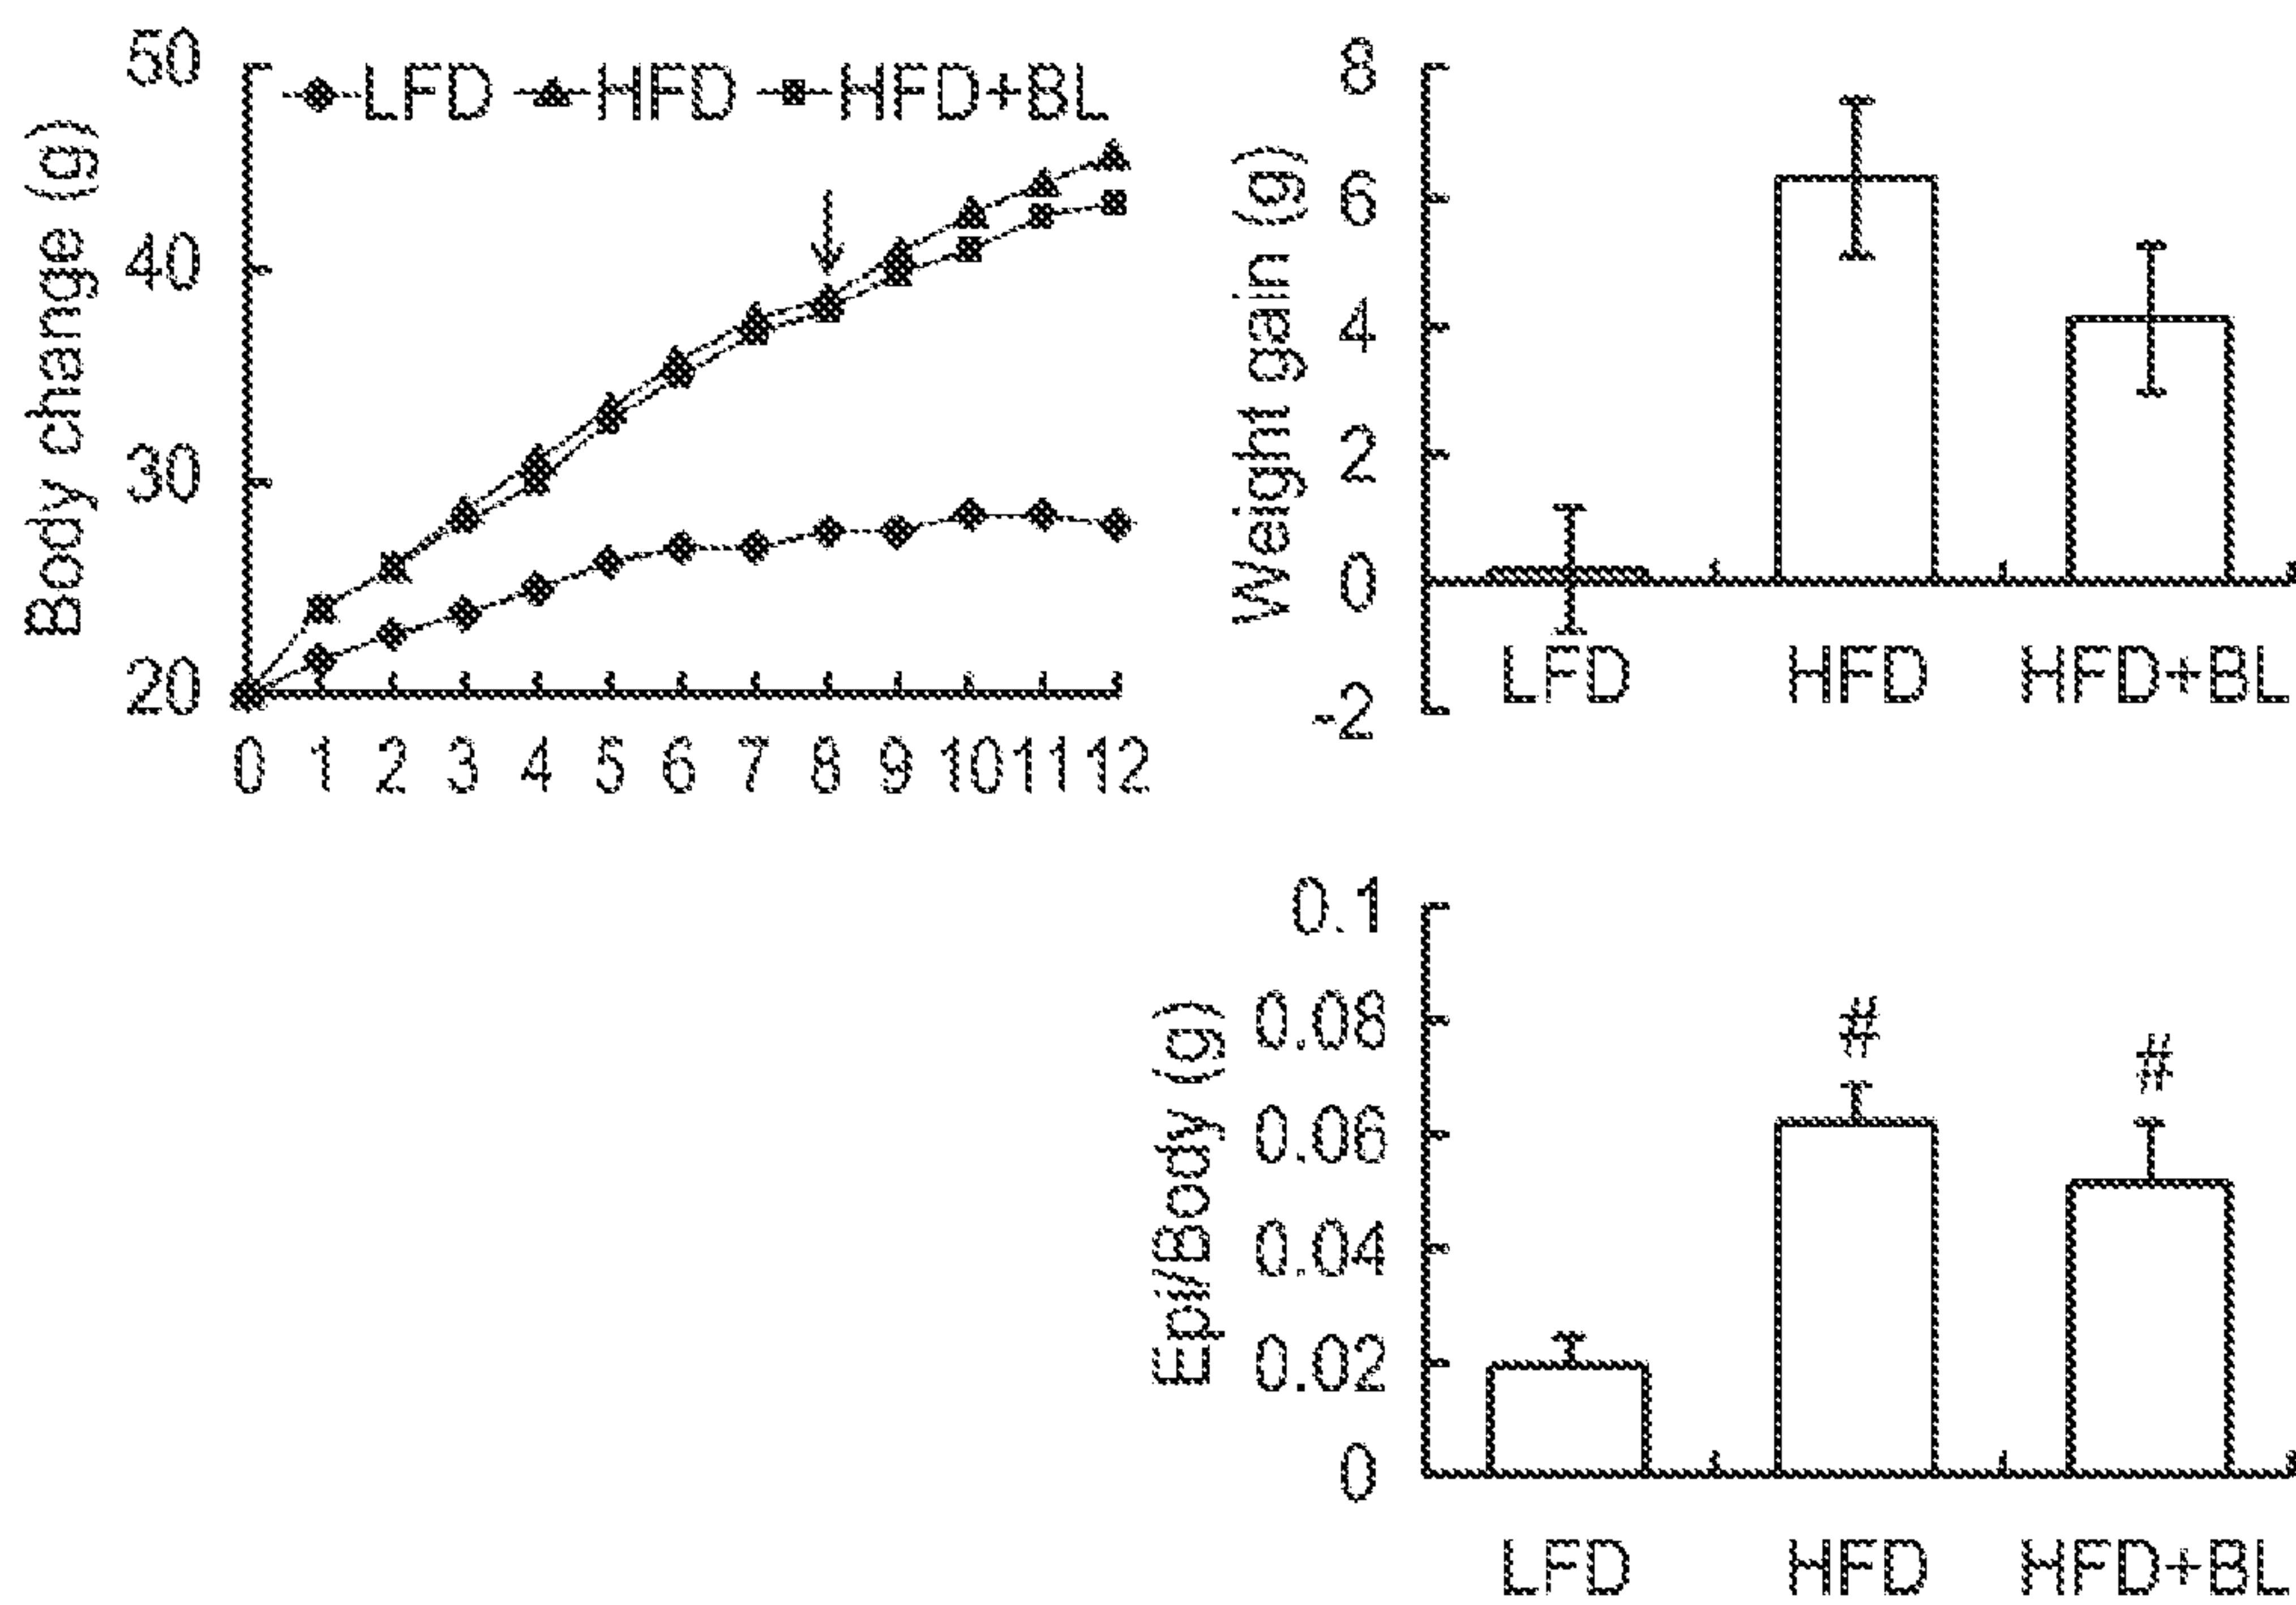 Body change (g)
50
40
30
20
LFD HFD HFD+BL
0 1 2 3 4 5 6 7 8 9 10 11 12
Weight gain (g)
8
6
4
2
0
-2
LFD HFD HFD+BL
Epi/Body (g)
0.1
0.08
0.06
0.04
0.02
0
# #
LFD HFD HFD+BL